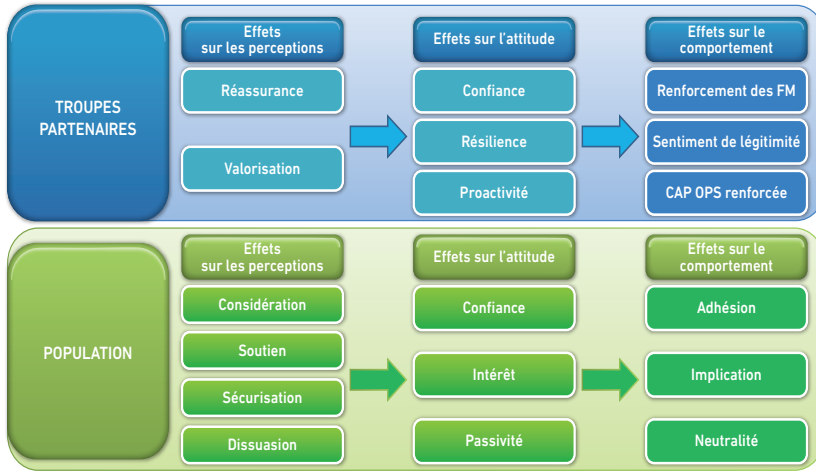 TROUPES
PARTENAIRES
Effets
sur les perceptions
Réassurance
Valorisation
Effets sur l'attitude
Confiance
Résilience
Proactivité
Effets sur le
comportement
Renforcement des FM
Sentiment de légitimité
CAP OPS renforcée
POPULATION
Effets
sur les perceptions
Considération
Soutien
Sécurisation
Dissuasion
Effets sur l'attitude
Confiance
Intérêt
Passivité
Effets sur le
comportement
Adhésion
Implication
Neutralité